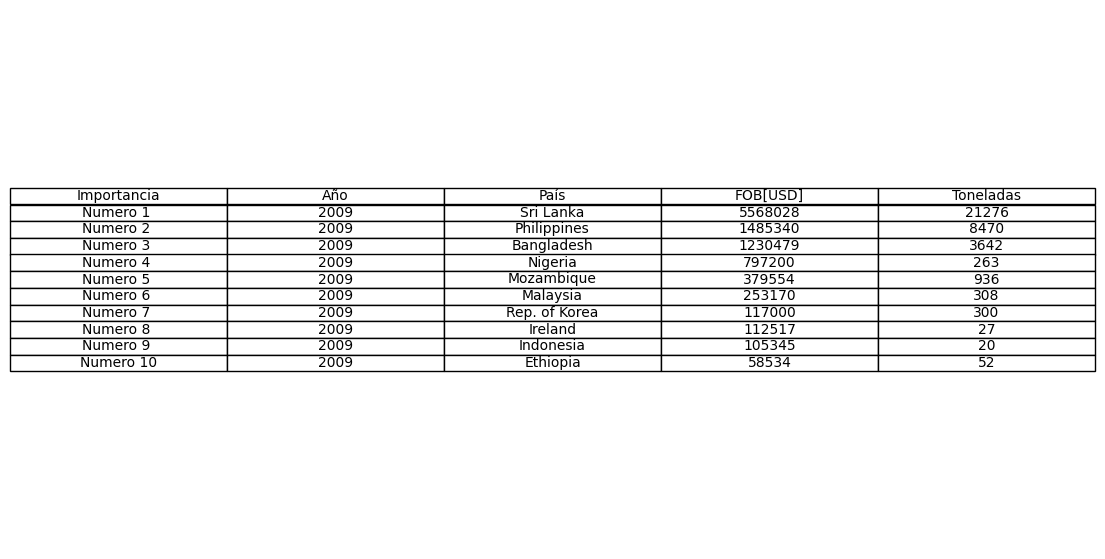 Importancia Año País FOB[USD] Toneladas
Numero 1 2009 Sri Lanka 5568028 21276
Numero 2 2009 Philippines 1485340 8470
Numero 3 2009 Bangladesh 1230479 3642
Numero 4 2009 Nigeria 797200 263
Numero 5 2009 Mozambique 379554 936
Numero 6 2009 Malaysia 253170 308
Numero 7 2009 Rep. of Korea 117000 300
Numero 8 2009 Ireland 112517 27
Numero 9 2009 Indonesia 105345 20
Numero 10 2009 Ethiopia 58534 52